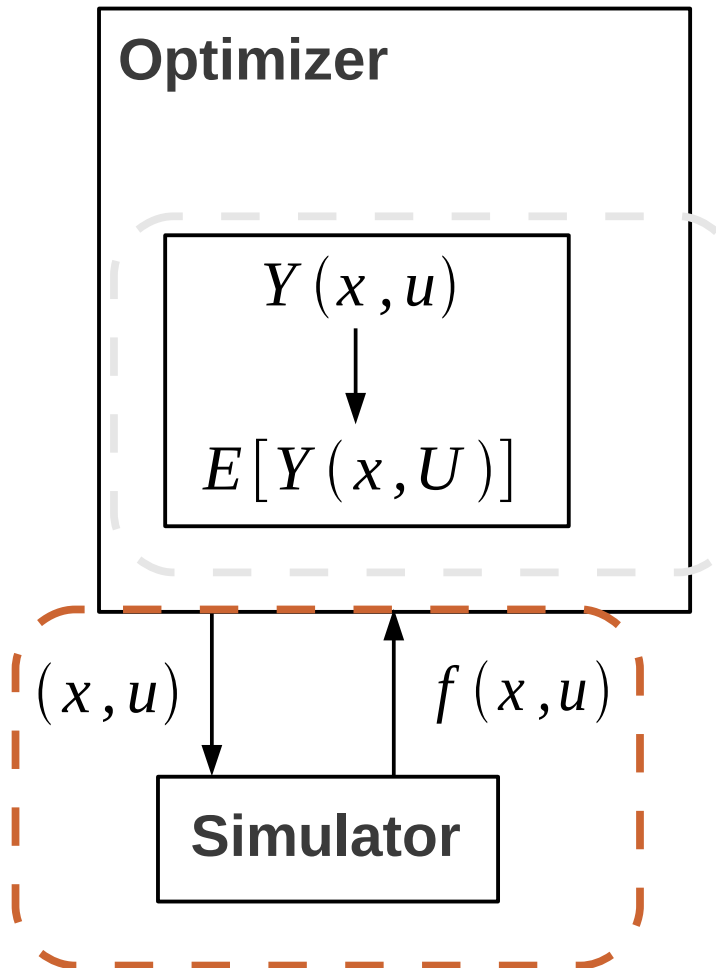 Optimizer
Y(x,u)
E[Y(x,U)]
(x,u)
f(x,u)
Simulator